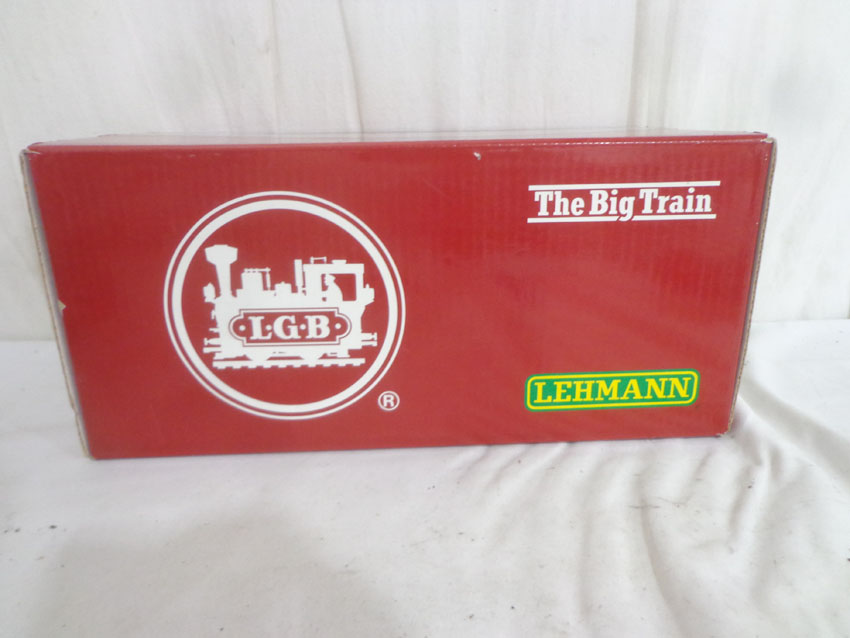 The Big Train
·L·G·B·
®
LEHMANN